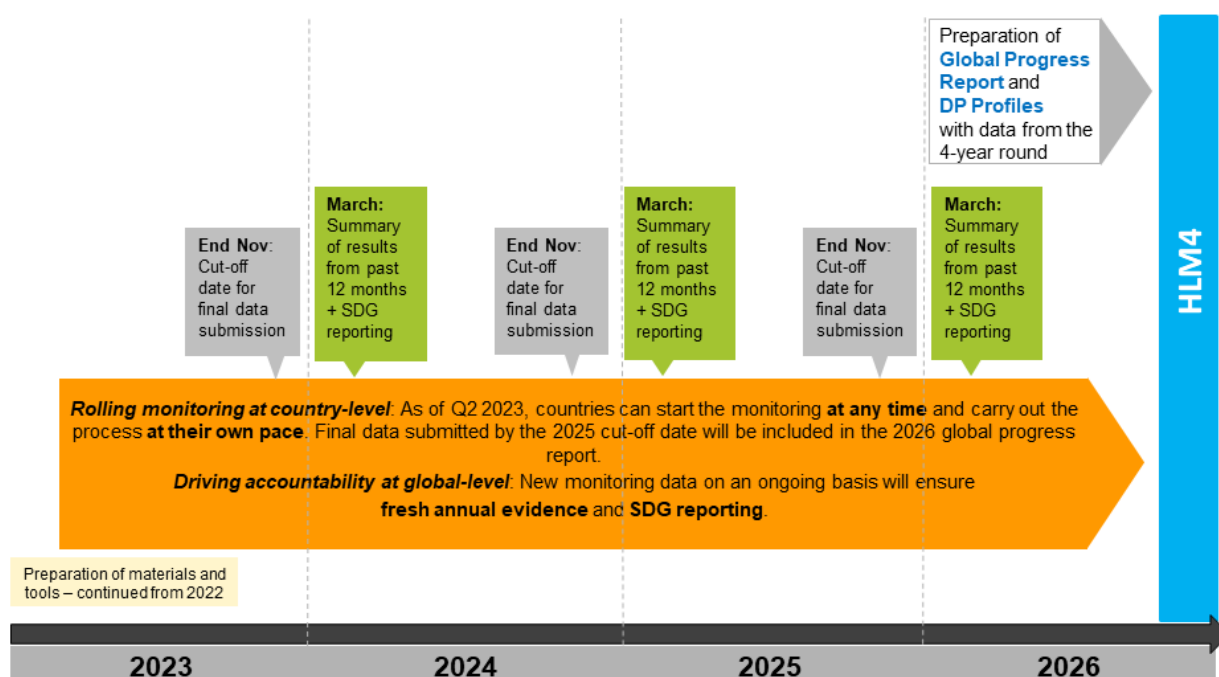 Preparation of
Global Progress
Report and
DP Profiles
with data from the
4-year round
HLM4
End Nov:
Cut-off
date for
final data
submission
March:
Summary
of results
from past
12 months
+ SDG
reporting
End Nov:
Cut-off
date for
final data
submission
March:
Summary
of results
from past
12 months
+ SDG
reporting
End Nov:
Cut-off
date for
final data
submission
March:
Summary
of results
from past
12 months
+ SDG
reporting
Rolling monitoring at country-level: As of Q2 2023, countries can start the monitoring at any time and carry out the
process at their own pace. Final data submitted by the 2025 cut-off date will be included in the 2026 global progress
report.
Driving accountability at global-level: New monitoring data on an ongoing basis will ensure
fresh annual evidence and SDG reporting.
Preparation of materials and
tools – continued from 2022
2023
2024
2025
2026